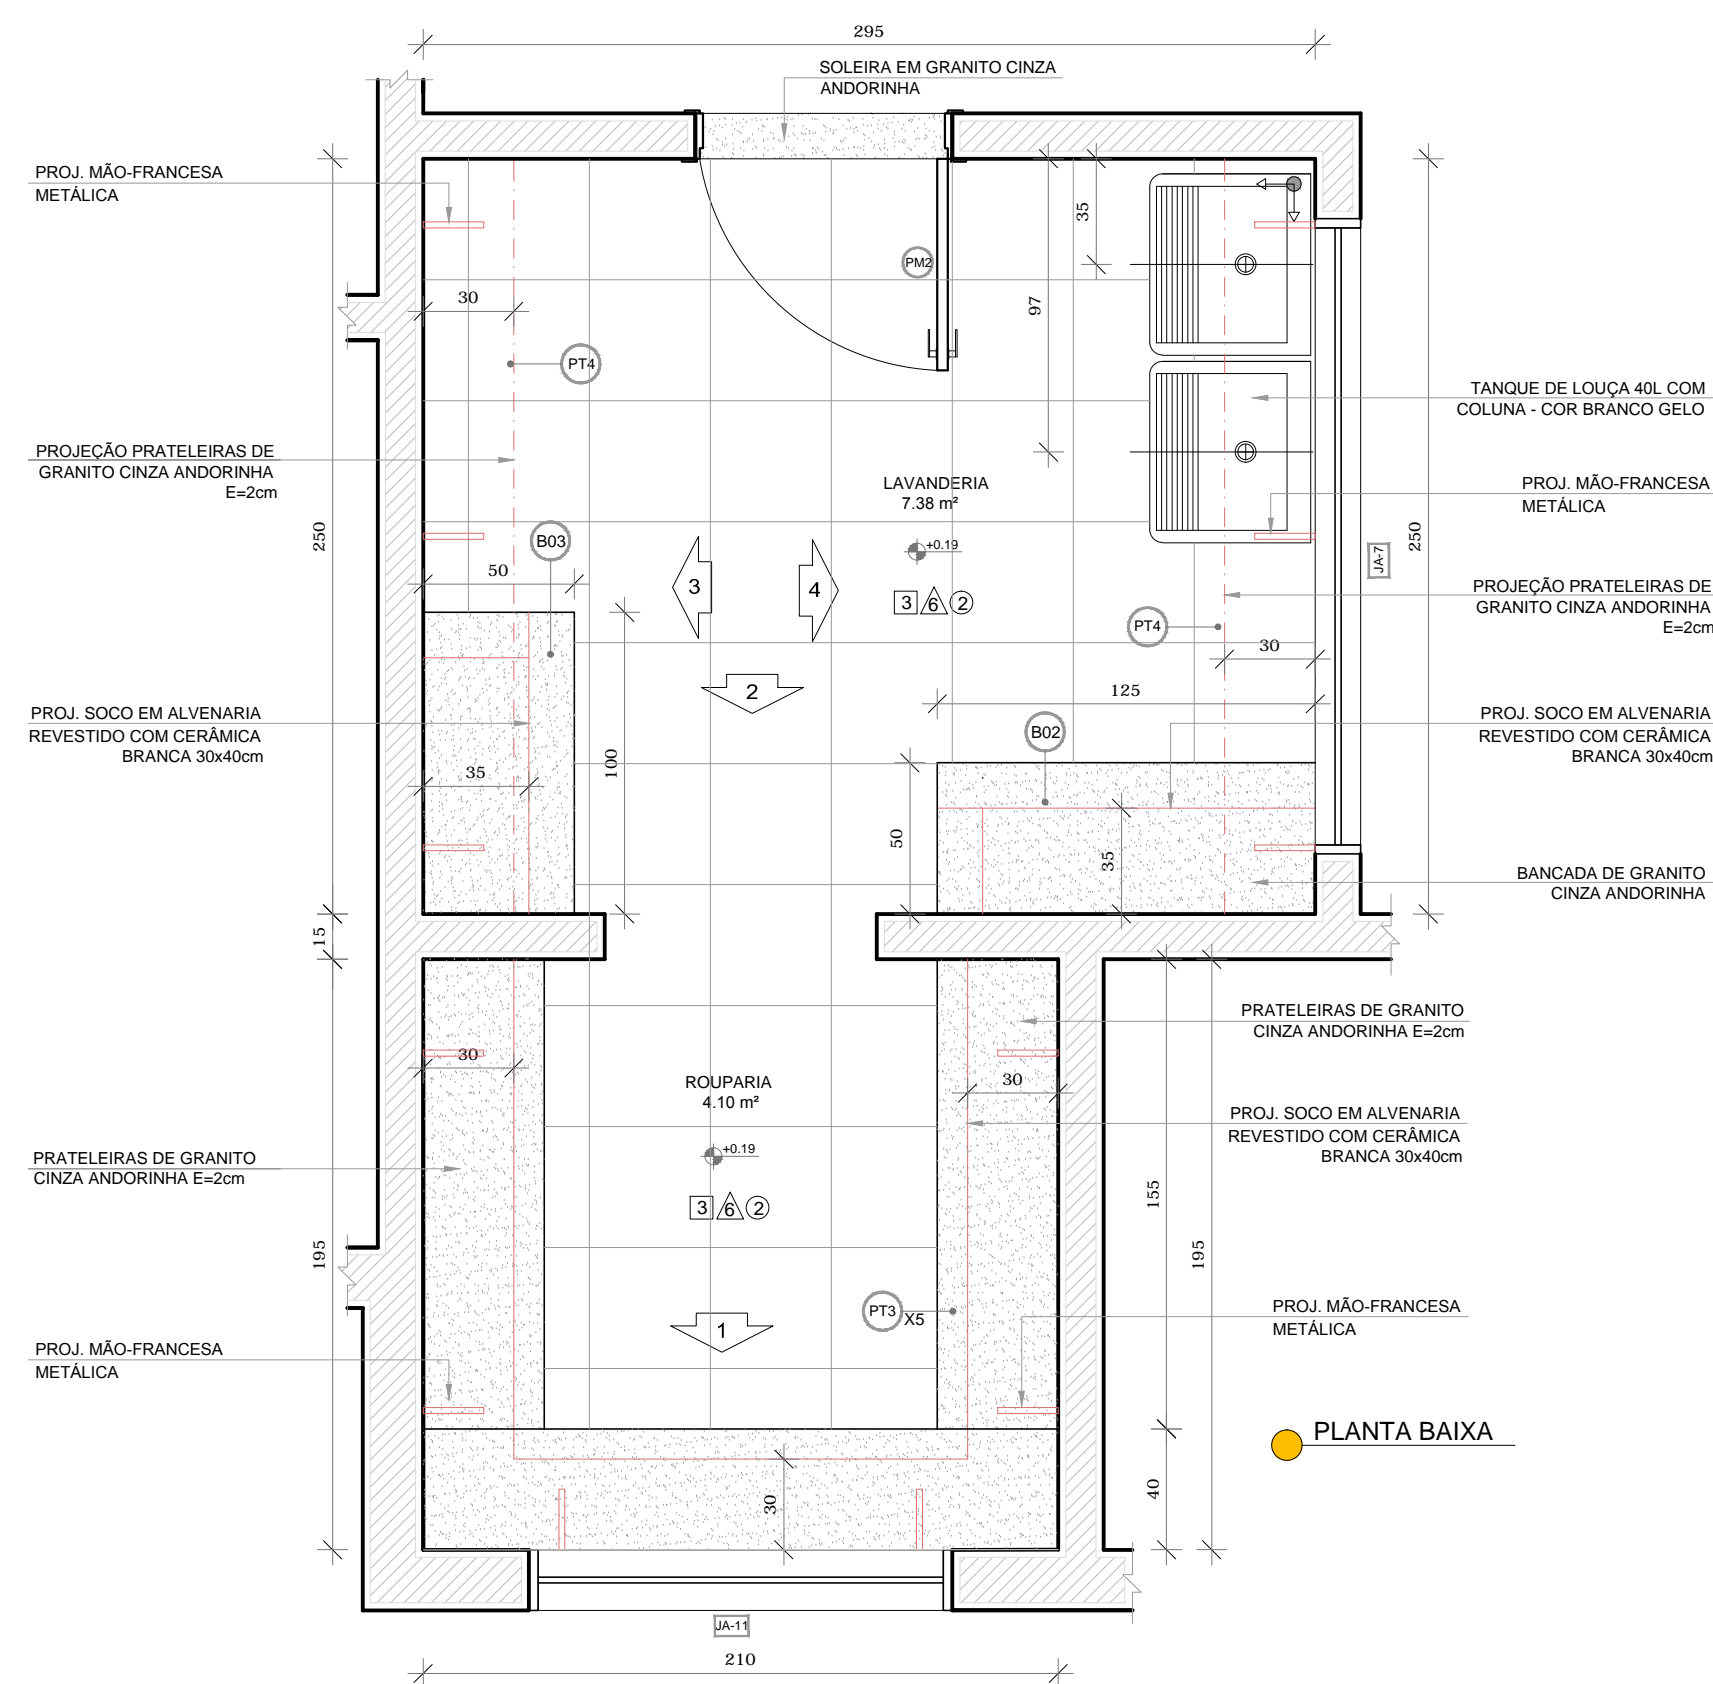 295
SOLEIRA EM GRANITO CINZA
ANDORINHA
PROJ. MÃO-FRANCESA
METÁLICA
35
PM2
30
97
PT4
TANQUE DE LOUÇA 40L COM
COLUNA - COR BRANCO GELO
PROJEÇÃO PRATELEIRAS DE
GRANITO CINZA ANDORINHA
E=2cm
LAVANDERIA
7.38 m²
PROJ. MÃO-FRANCESA
METÁLICA
250
B03
+0.19
250
JA-7
50
3
4
3 6 2
PROJEÇÃO PRATELEIRAS DE
GRANITO CINZA ANDORINHA
E=2cm
PT4
30
2
125
PROJ. SOCO EM ALVENARIA
REVESTIDO COM CERÂMICA
BRANCA 30x40cm
B02
PROJ. SOCO EM ALVENARIA
REVESTIDO COM CERÂMICA
BRANCA 30x40cm
35
100
50
35
BANCADA DE GRANITO
CINZA ANDORINHA
15
PRATELEIRAS DE GRANITO
CINZA ANDORINHA E=2cm
30
ROUPARIA
4.10 m²
30
PROJ. SOCO EM ALVENARIA
REVESTIDO COM CERÂMICA
BRANCA 30x40cm
+0.19
PRATELEIRAS DE GRANITO
CINZA ANDORINHA E=2cm
3 6 2
155
195
195
PT3 X5
1
PROJ. MÃO-FRANCESA
METÁLICA
PROJ. MÃO-FRANCESA
METÁLICA
PLANTA BAIXA
30
40
JA-11
210